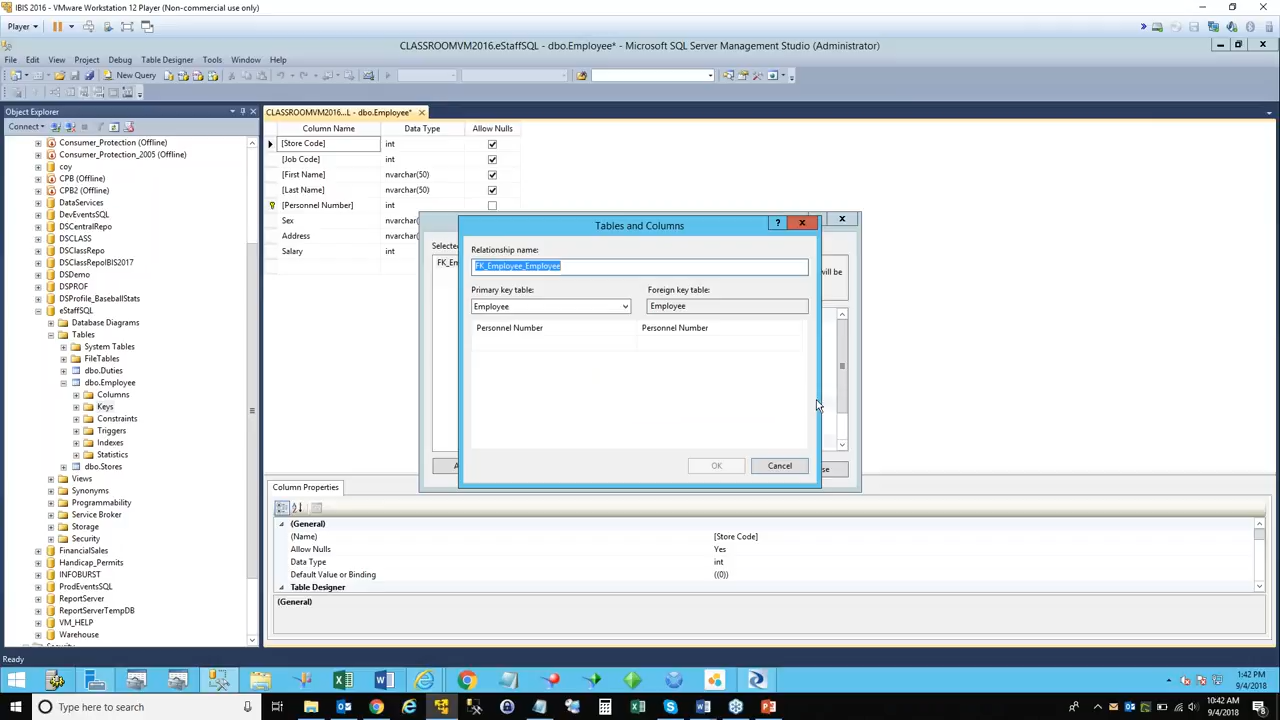 IBIS 2016 - VMware Workstation 12 Player (Non-commercial use only)
Player
CLASSROOMVM2016.eStaffSQL - dbo.Employee* - Microsoft SQL Server Management Studio (Administrator)
File Edit View Project Debug Table Designer Tools Window Help
New Query
Object Explorer
Connect
Consumer_Protection (Offline)
Consumer_Protection_2005 (Offline)
coy
CPB (Offline)
CPB2 (Offline)
DataServices
DevEventsSQL
DSCentralRepo
DSCLASS
DSClassRepo
DSClassRepoIBIS2017
DSDemo
DSPROF
DSProfile_BaseballStats
eStaffSQL
Database Diagrams
Tables
System Tables
FileTables
dbo.Duties
dbo.Employee
Columns
Keys
Constraints
Triggers
Indexes
Statistics
dbo.Stores
Views
Synonyms
Programmability
Service Broker
Storage
Security
FinancialSales
Handicap_Permits
INFOBURST
ProdEventsSQL
ReportServer
ReportServerTempDB
VM_HELP
Warehouse
CLASSROOMVM2016...L - dbo.Employee*
Column Name Data Type Allow Nulls
[Store Code] int
[Job Code] int
[First Name] nvarchar(50)
[Last Name] nvarchar(50)
[Personnel Number] int
Sex nvarchar(
Address nvarchar(
Salary int
Selected
FK_Em
will be
Tables and Columns
?
Relationship name:
FK_Employee_Employee
Primary key table: Foreign key table:
Employee Employee
Personnel Number Personnel Number
OK Cancel
A
se
Column Properties
(General)
(Name) [Store Code]
Allow Nulls Yes
Data Type int
Default Value or Binding ((0))
Table Designer
(General)
Ready
1:42 PM
9/4/2018
Type here to search
10:42 AM
9/4/2018